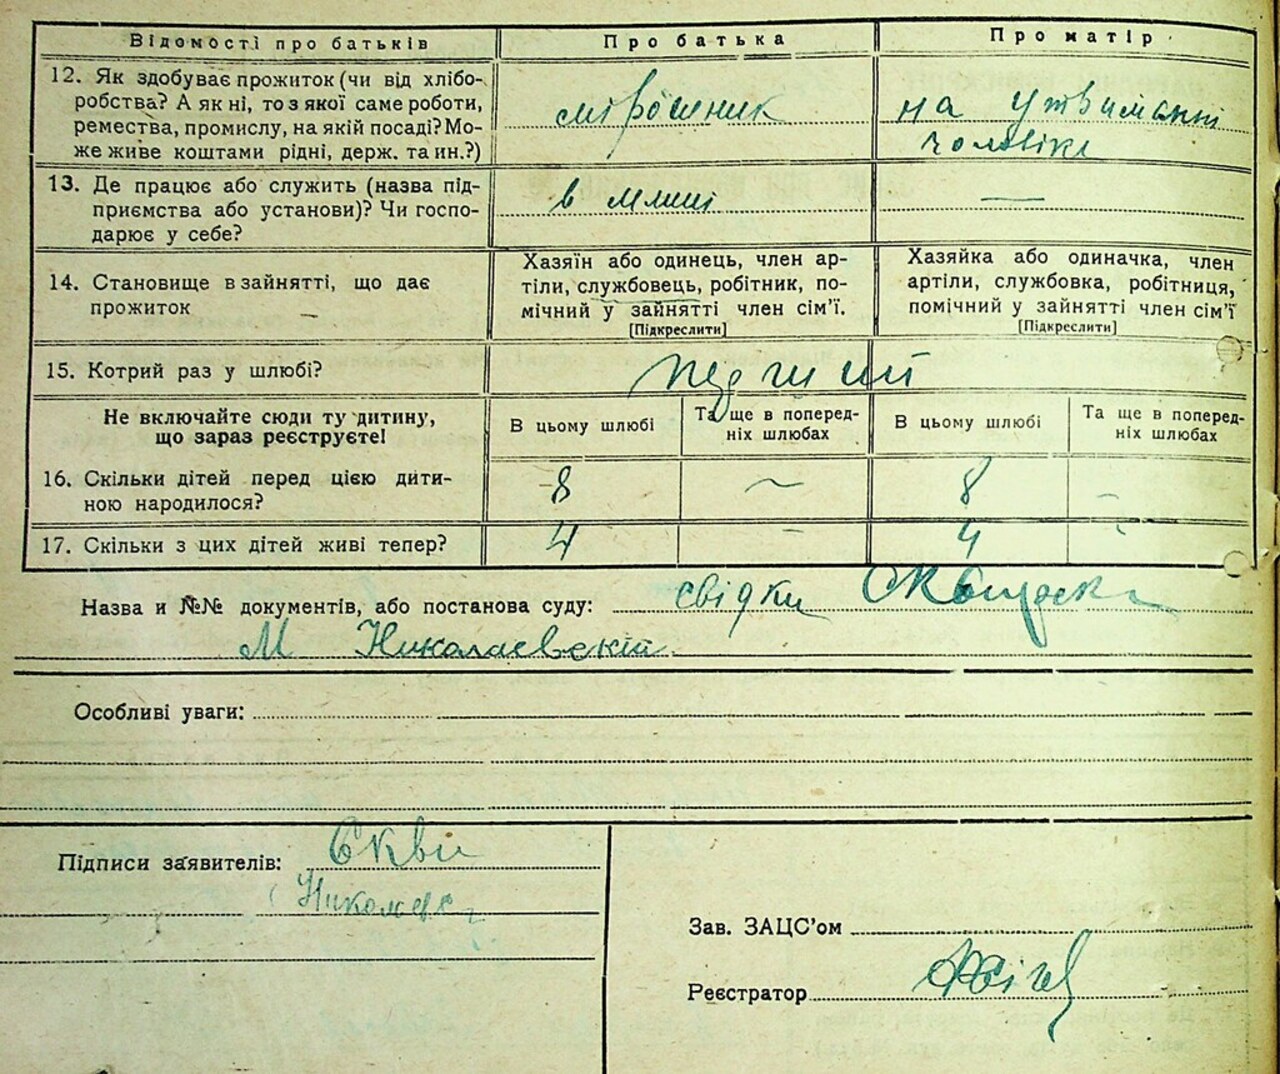 Відомості про батьків
Про батька
Про матір
12. Як здобуває прожиток (чи від хлібо-
робства? А як ні, то з якої саме роботи,
ремества, промислу, на якій посаді? Мо-
же живе коштами рідні, держ. та ин.?)
мірошник
на утриманні
чоловіка
13. Де працює або служить (назва під-
приємства або установи)? Чи госпо-
дарює у себе?
в млині
—
14. Становище в зайнятті, що дає
прожиток
Хазяїн або одинець, член ар-
тіли, службовець, робітник, по-
мічний у зайнятті член сім'ї.
[Підкреслити]
Хазяйка або одиначка, член
артіли, службовка, робітниця,
помічний у зайнятті член сім'ї
[Підкреслити]
15. Котрий раз у шлюбі?
Не включайте сюди ту дитину,
що зараз реєструєте!
В цьому шлюбі
Та ще в поперед-
ніх шлюбах
В цьому шлюбі
Та ще в поперед-
ніх шлюбах
16. Скільки дітей перед цією дити-
ною народилося?
8
~
8
~
17. Скільки з цих дітей живі тепер?
4
-
4
-
Назва и №№ документів, або постанова суду: свідки
М Николаевский
Особливі уваги:
Підписи заявителів:
Зав. ЗАЦС'ом
Реєстратор